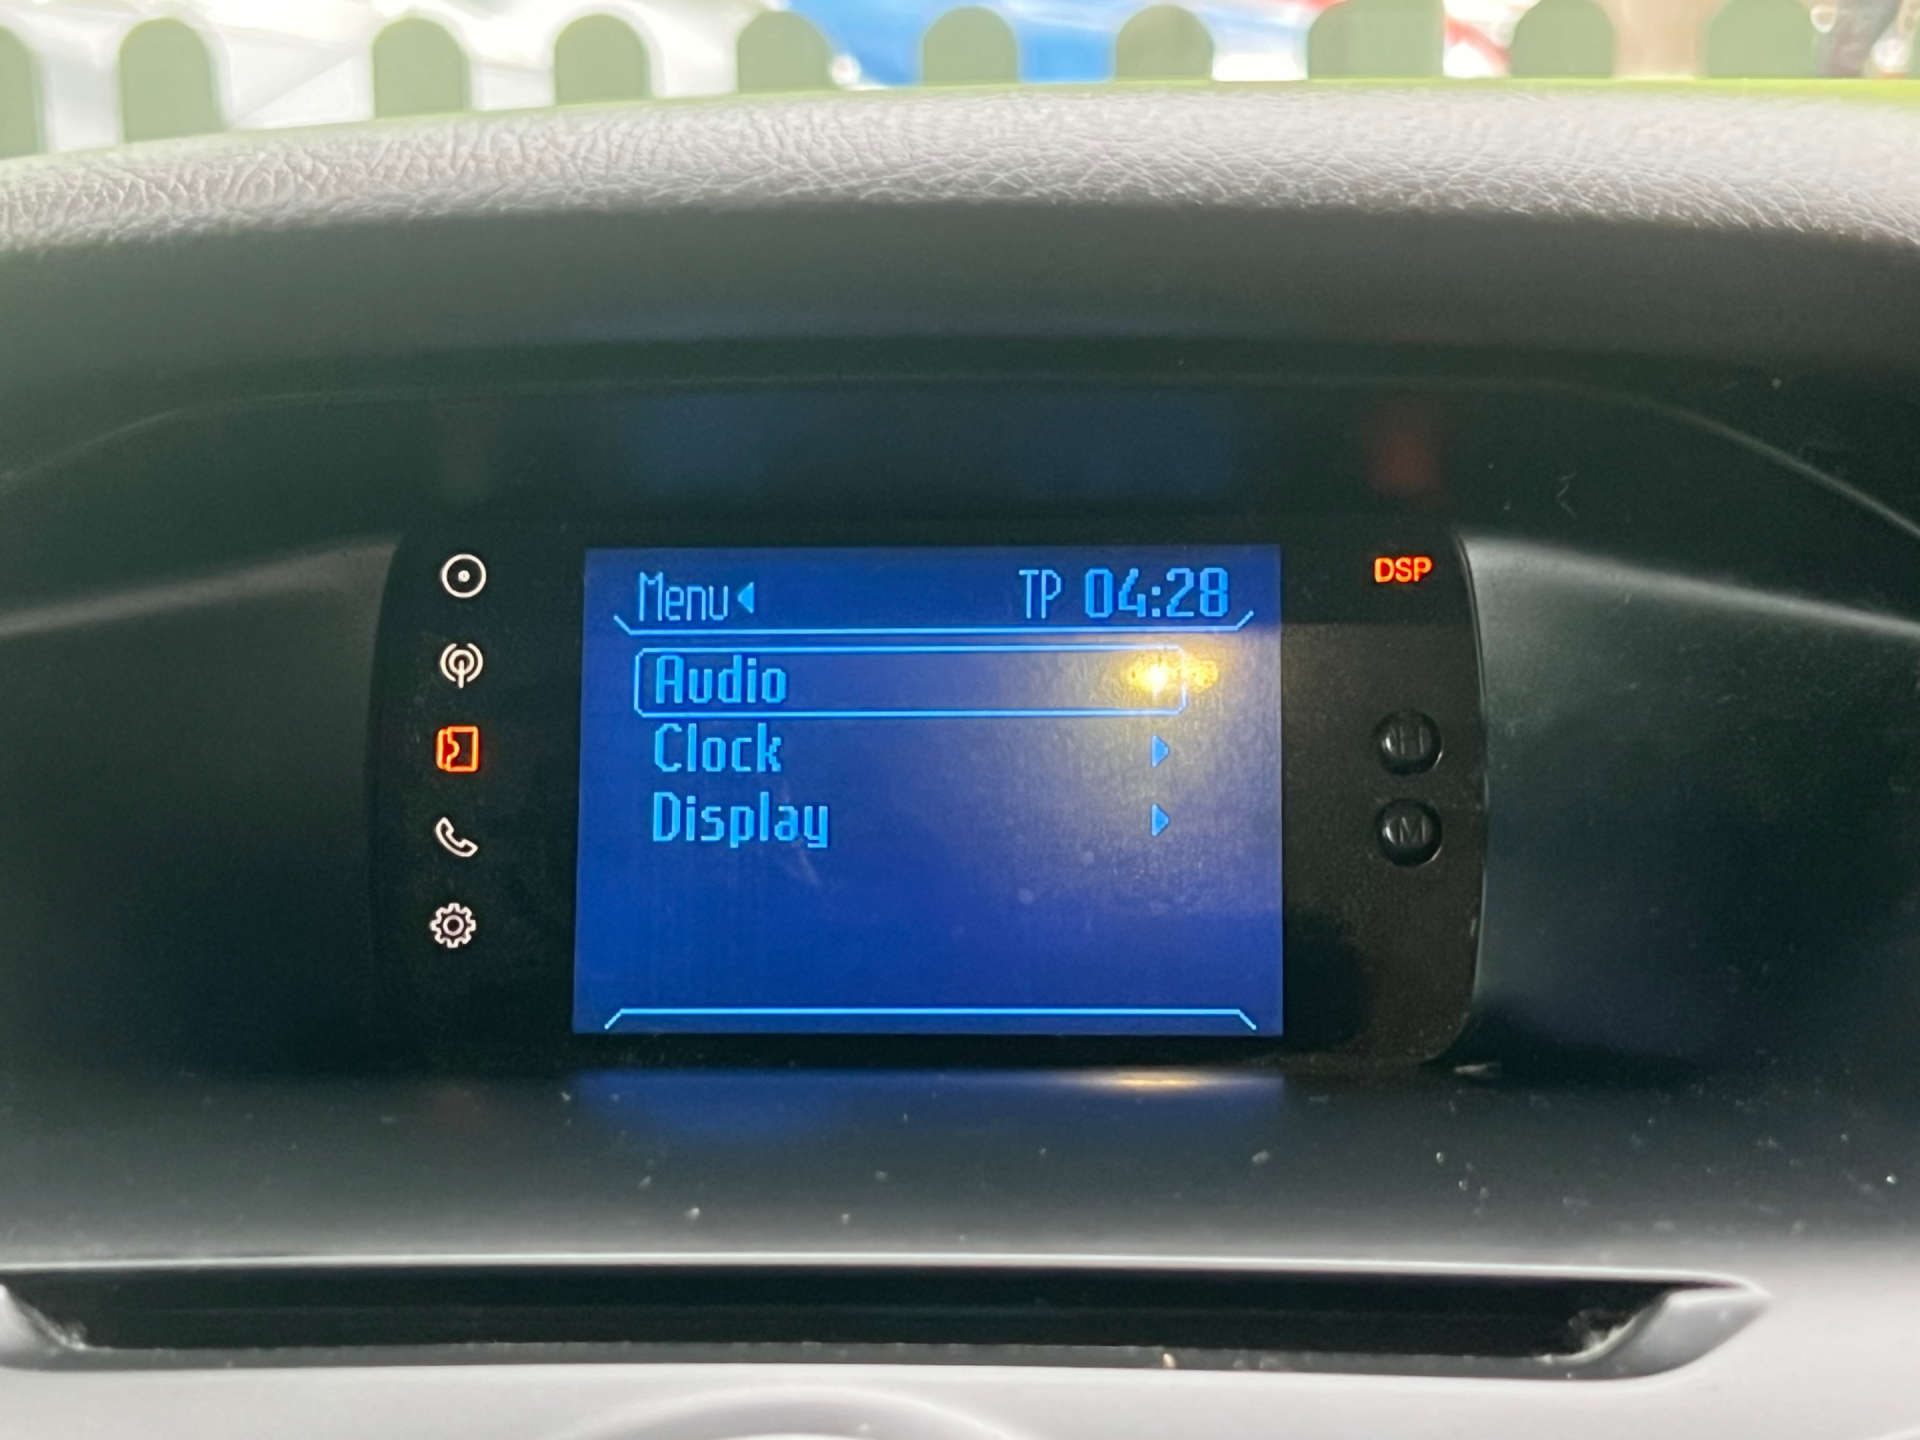 Menu TP 04:28
DSP
Audio
Clock
Display
H
M